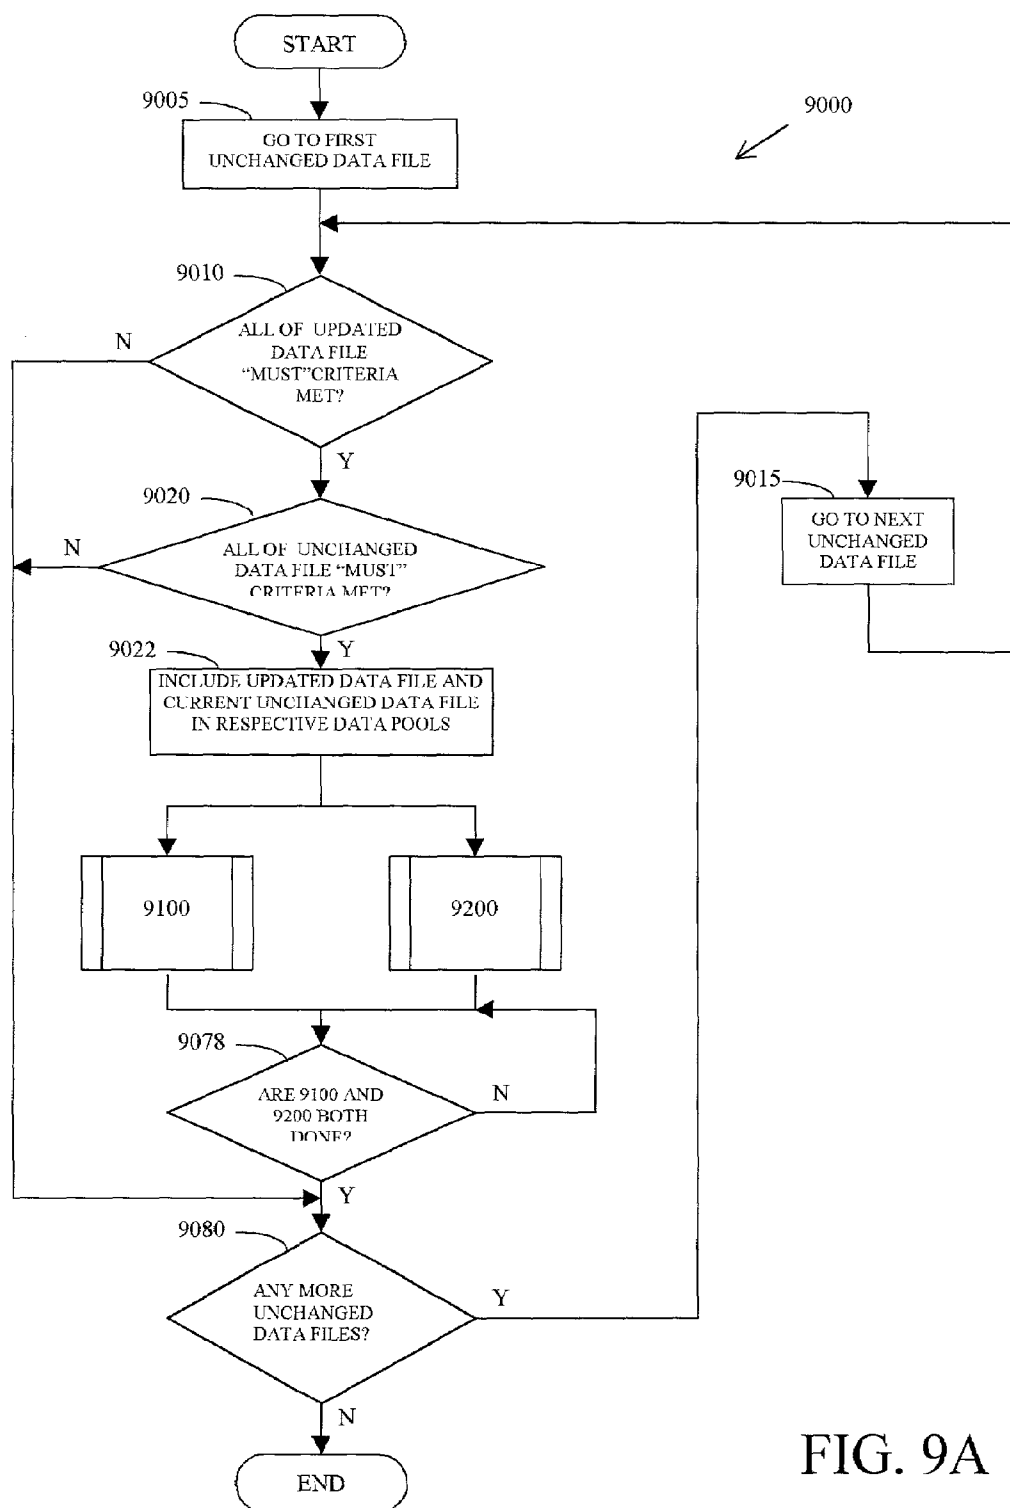 START
9005
GO TO FIRST
UNCHANGED DATA FILE
9000
9010
ALL OF UPDATED
DATA FILE
“MUST”CRITERIA
MET?
N
Y
9020
ALL OF UNCHANGED
DATA FILE “MUST”
CRITERIA MET?
N
Y
9015
GO TO NEXT
UNCHANGED
DATA FILE
9022
INCLUDE UPDATED DATA FILE AND
CURRENT UNCHANGED DATA FILE
IN RESPECTIVE DATA POOLS
9100
9200
9078
ARE 9100 AND
9200 BOTH
DONE?
N
Y
9080
ANY MORE
UNCHANGED
DATA FILES?
Y
N
END
FIG. 9A